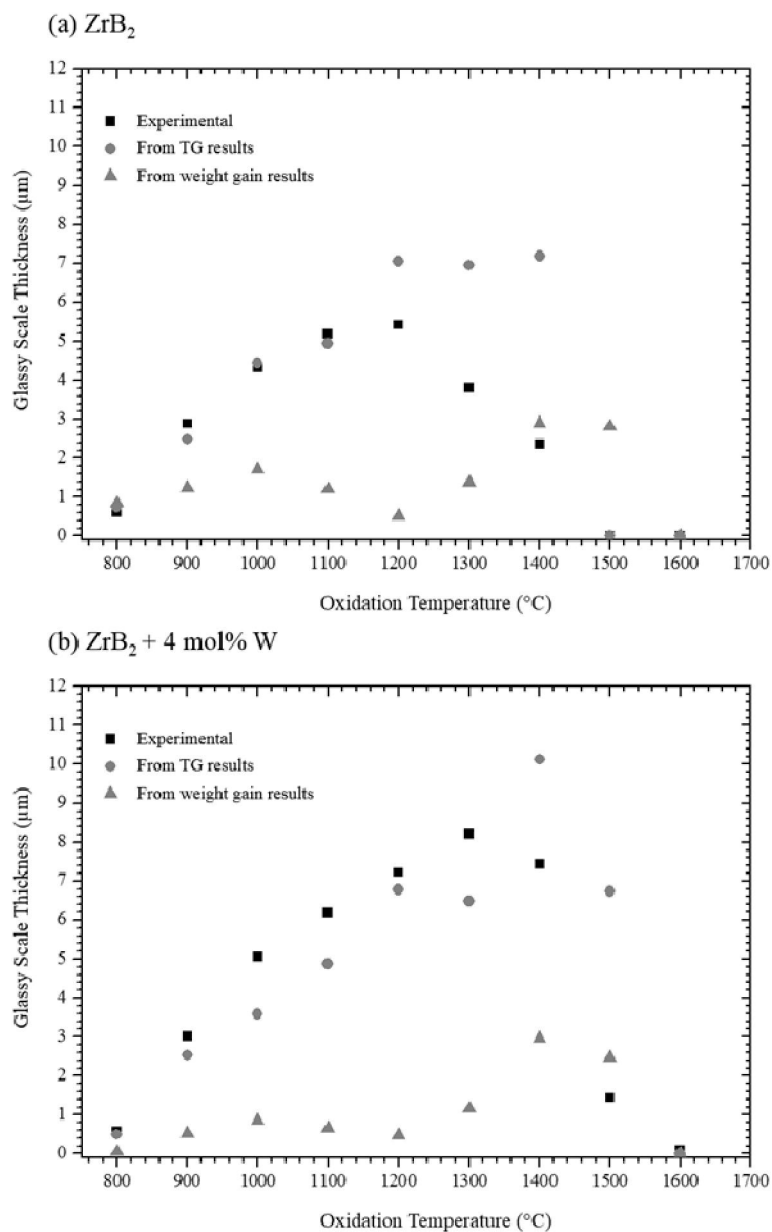 (a) ZrB₂
12
11
10
9
8
7
6
5
4
3
2
1
0
Glassy Scale Thickness (μm)
Experimental
From TG results
From weight gain results
800 900 1000 1100 1200 1300 1400 1500 1600 1700
Oxidation Temperature (°C)
(b) ZrB₂ + 4 mol% W
12
11
10
9
8
7
6
5
4
3
2
1
0
Glassy Scale Thickness (μm)
Experimental
From TG results
From weight gain results
800 900 1000 1100 1200 1300 1400 1500 1600 1700
Oxidation Temperature (°C)